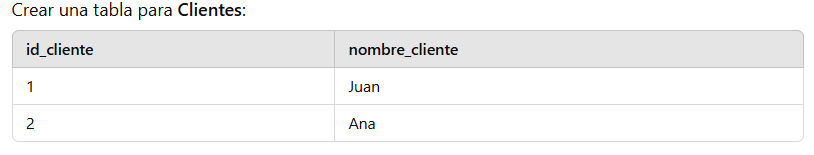 Crear una tabla para Clientes:
id_cliente nombre_cliente
1 Juan
2 Ana